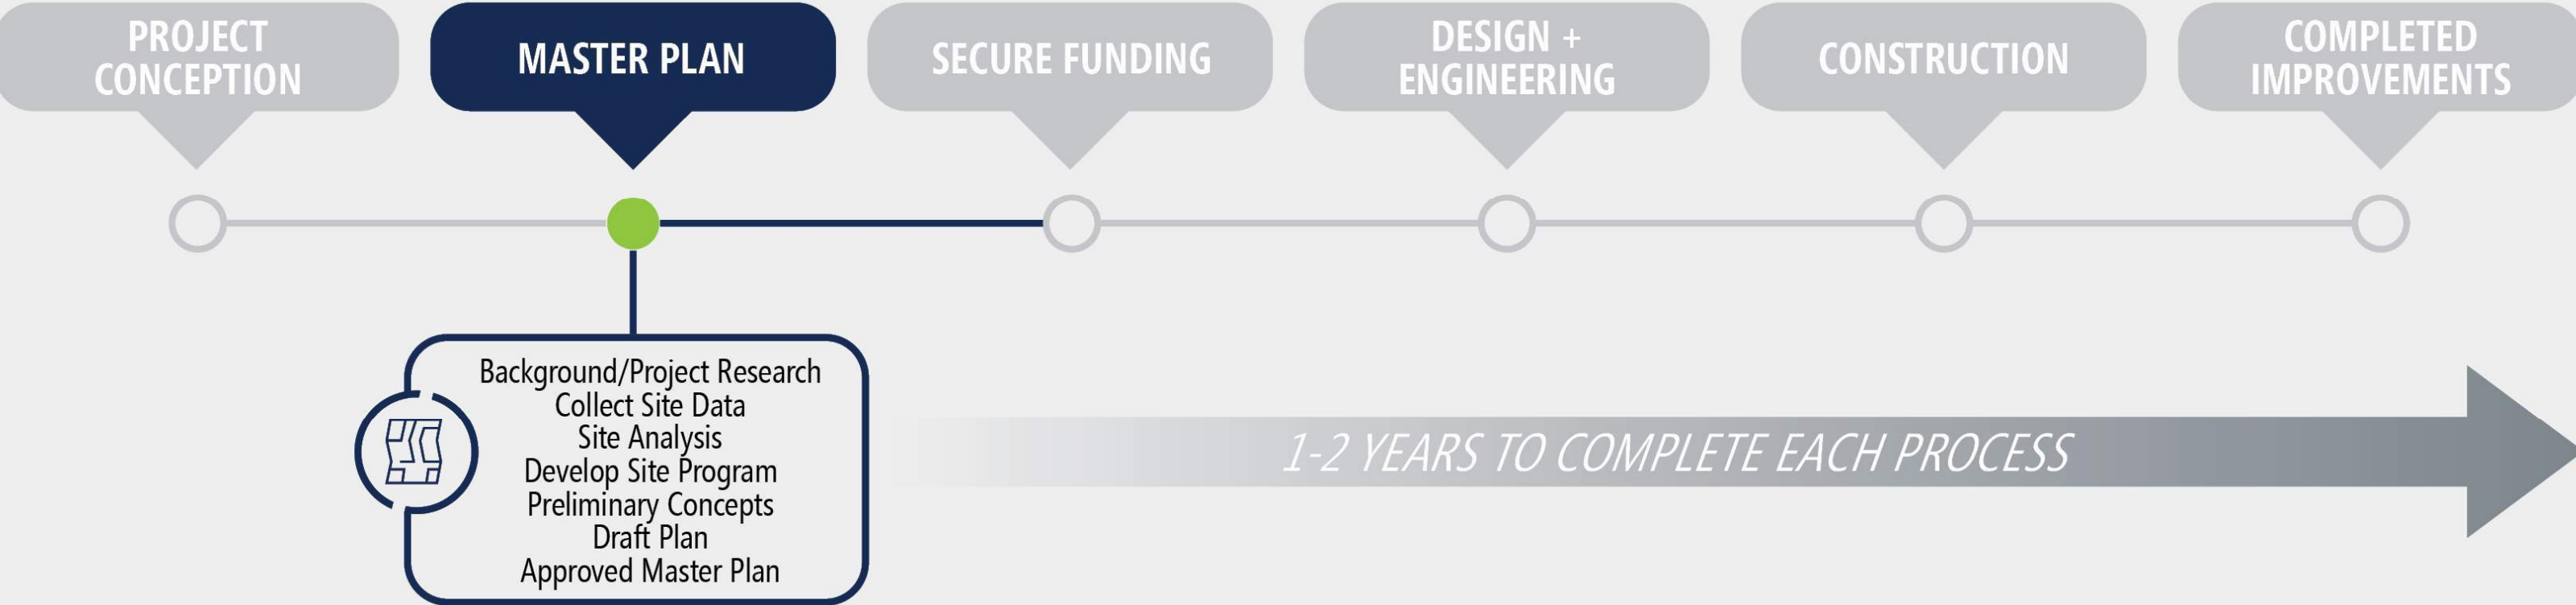 PROJECT
CONCEPTION
MASTER PLAN
SECURE FUNDING
DESIGN +
ENGINEERING
CONSTRUCTION
COMPLETED
IMPROVEMENTS
Background/Project Research
Collect Site Data
Site Analysis
Develop Site Program
Preliminary Concepts
Draft Plan
Approved Master Plan
1-2 YEARS TO COMPLETE EACH PROCESS